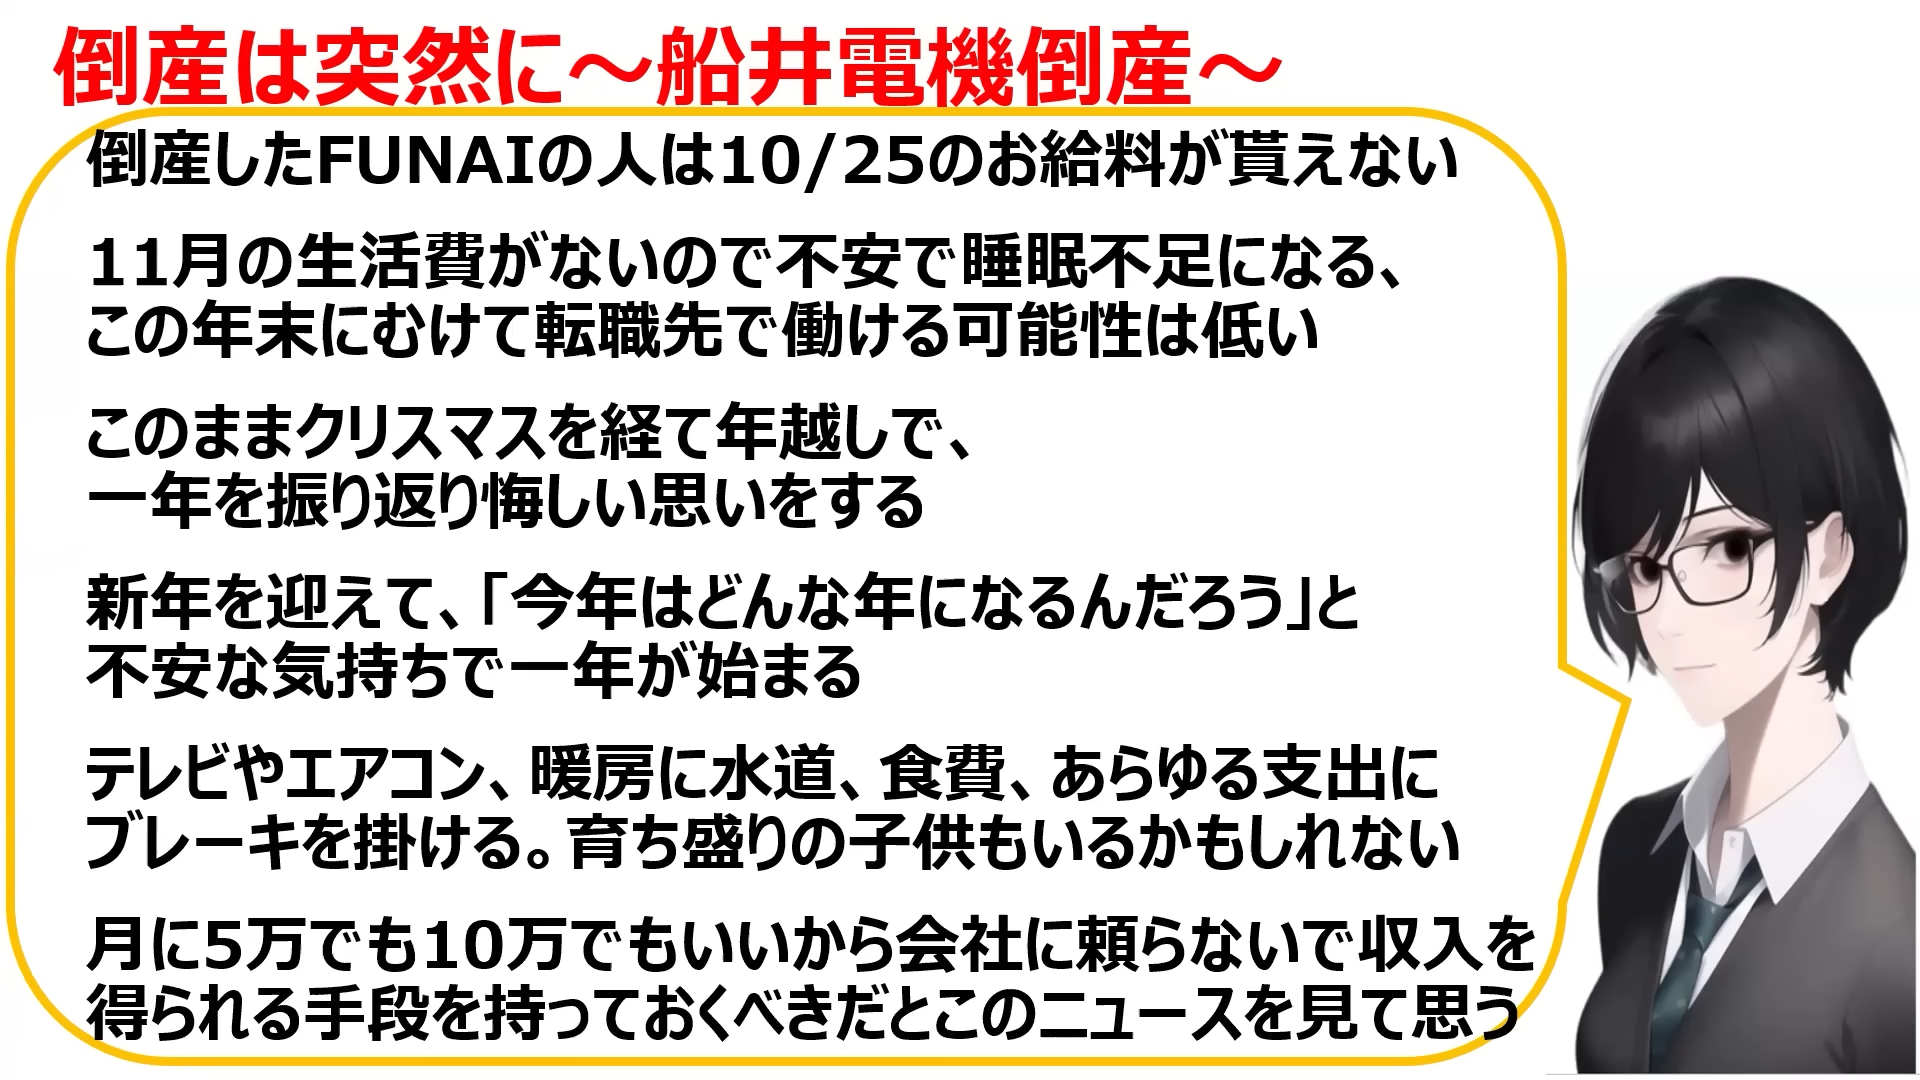 倒産は突然に～船井電機倒産～
倒産したFUNAIの人は10/25のお給料が貰えない
11月の生活費がないので不安で睡眠不足になる、
この年末にむけて転職先で働ける可能性は低い
このままクリスマスを経て年越しで、
一年を振り返り悔しい思いをする
新年を迎えて、「今年はどんな年になるんだろう」と
不安な気持ちで一年が始まる
テレビやエアコン、暖房に水道、食費、あらゆる支出に
ブレーキを掛ける。育ち盛りの子供もいるかもしれない
月に5万でも10万でもいいから会社に頼らないで収入を
得られる手段を持っておくべきだとこのニュースを見て思う